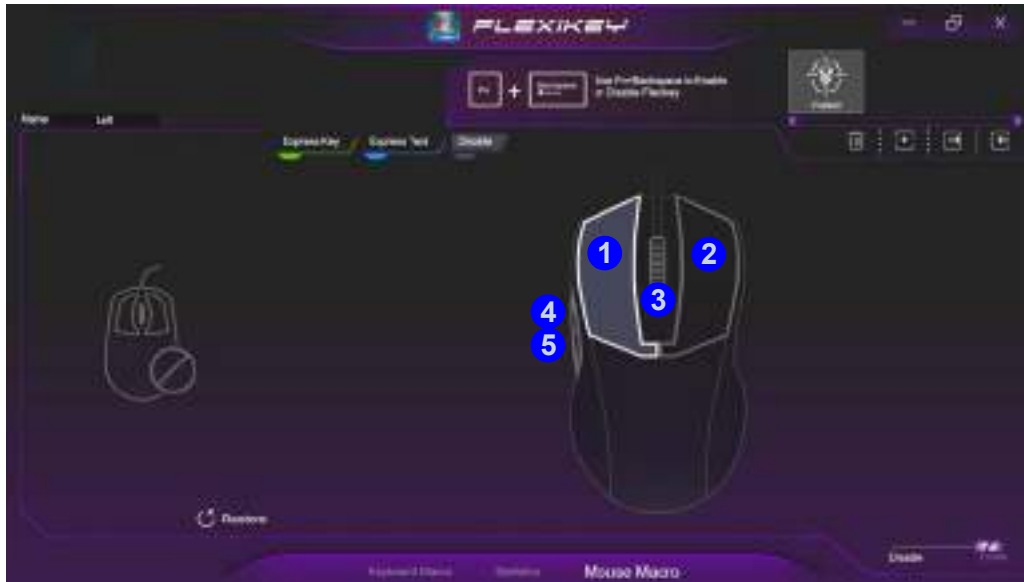 FLEXIKEY
Fn + Backspace Use Fn+Backspace to Enable
or Disable Flexikey
Name Left
Express Key Express Text Disable
1
2
3
4
5
Restore
Disable
Keyboard Macro Statistics Mouse Macro